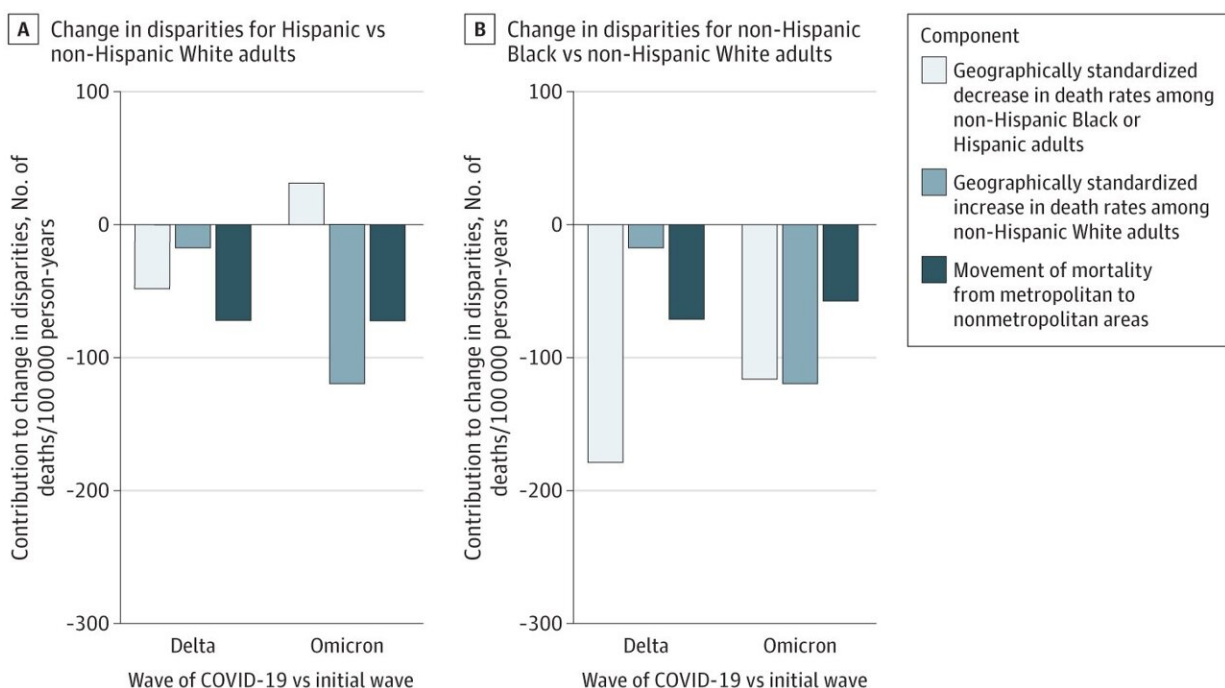 A Change in disparities for Hispanic vs
non-Hispanic White adults
Contribution to change in disparities, No. of
deaths/100 000 person-years
100
0
-100
-200
-300
Delta Omicron
Wave of COVID-19 vs initial wave
B Change in disparities for non-Hispanic
Black vs non-Hispanic White adults
Contribution to change in disparities, No. of
deaths/100 000 person-years
100
0
-100
-200
-300
Delta Omicron
Wave of COVID-19 vs initial wave
Component
Geographically standardized
decrease in death rates among
non-Hispanic Black or
Hispanic adults
Geographically standardized
increase in death rates among
non-Hispanic White adults
Movement of mortality
from metropolitan to
nonmetropolitan areas